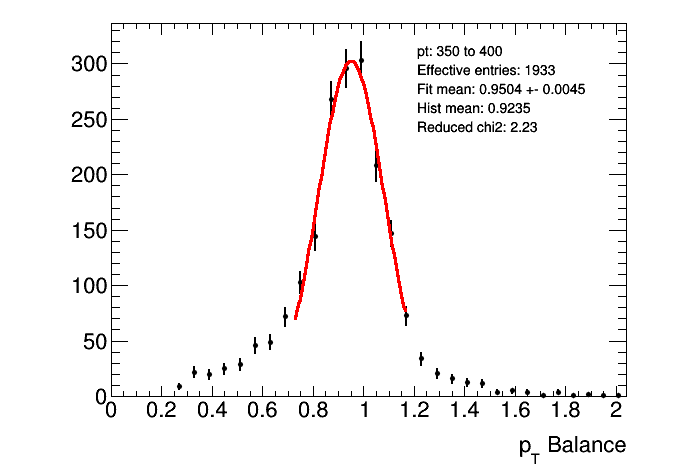 pt: 350 to 400
Effective entries: 1933
Fit mean: 0.9504 +- 0.0045
Hist mean: 0.9235
Reduced chi2: 2.23
300
250
200
150
100
50
0
0 0.2 0.4 0.6 0.8 1 1.2 1.4 1.6 1.8 2
p_T Balance